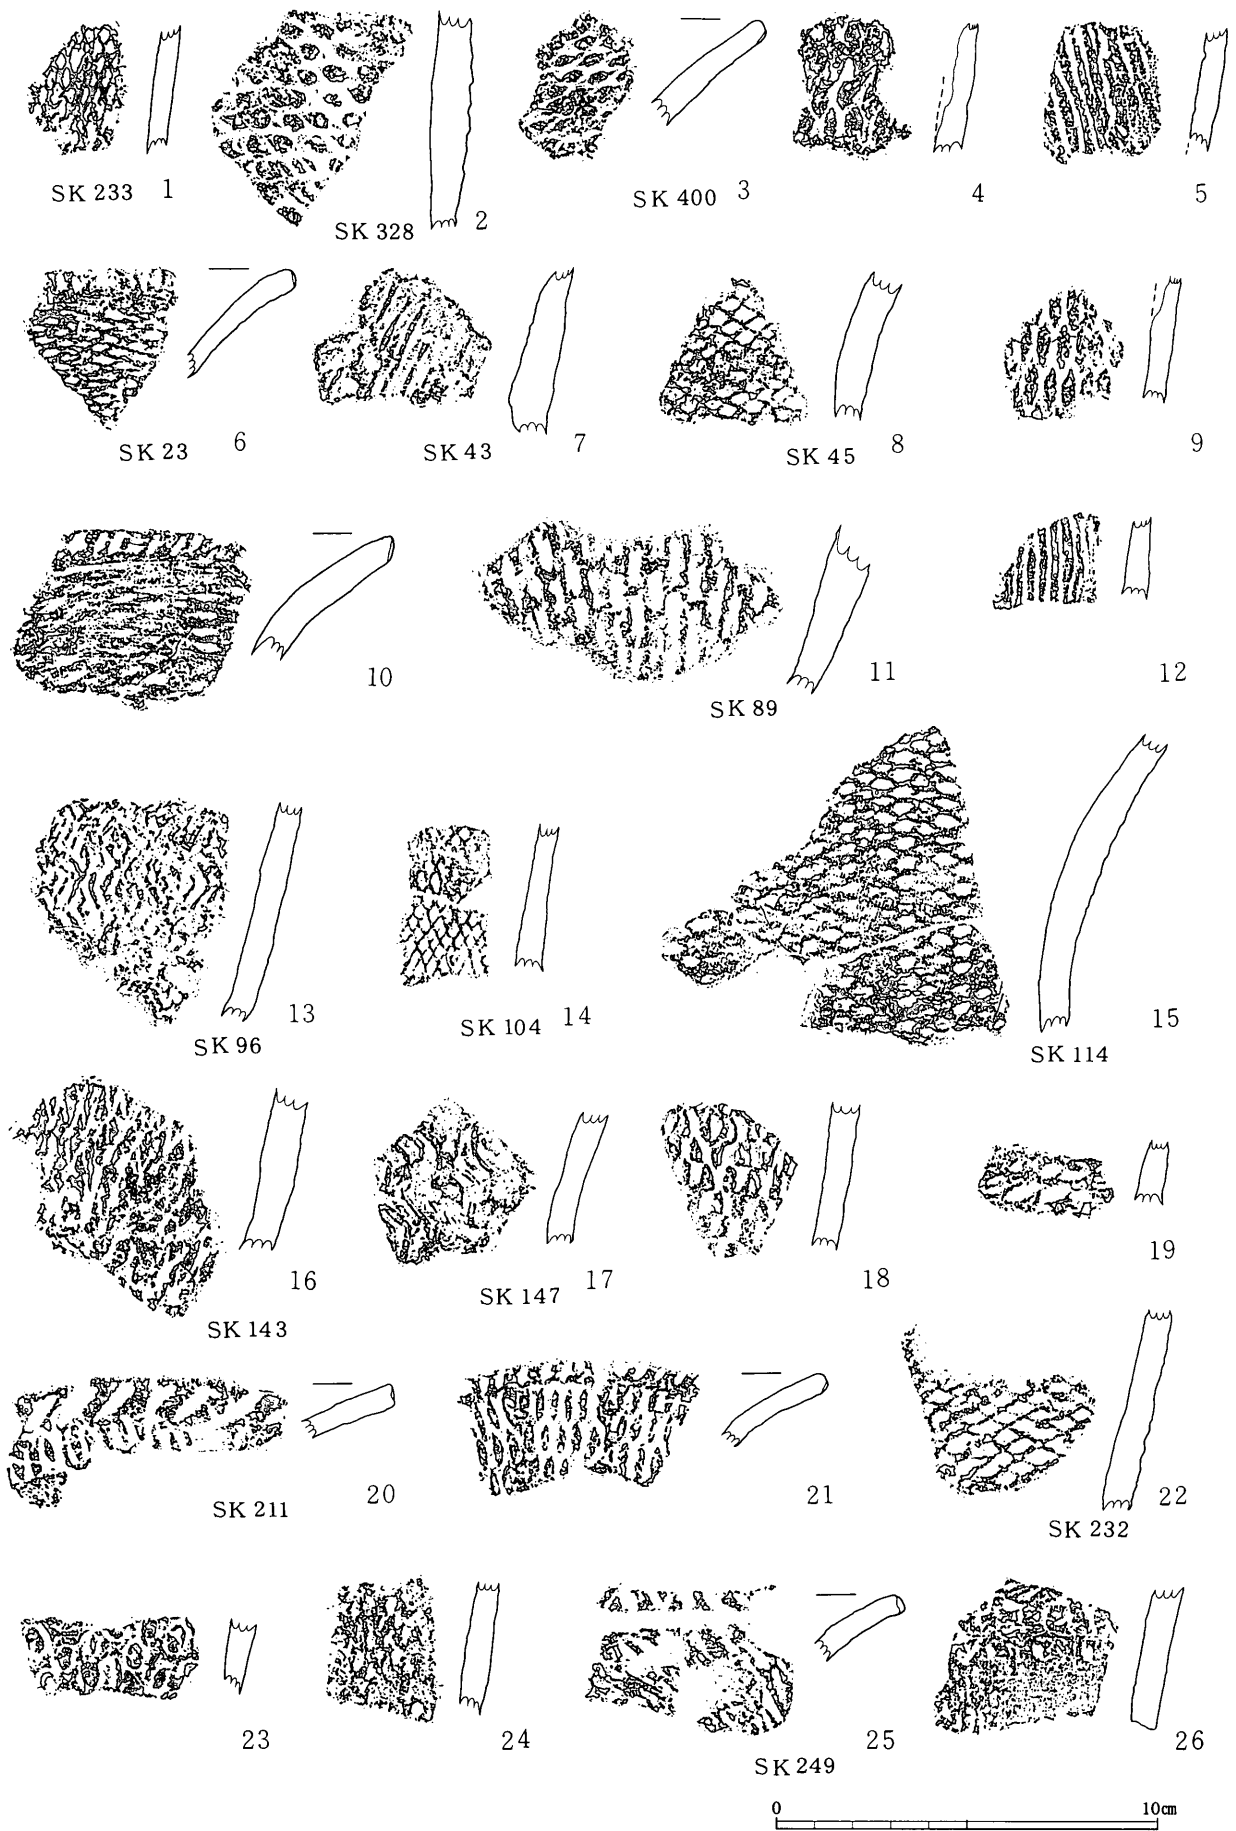 SK 233 1
SK 328 2
SK 400 3
4
5
SK 23 6
SK 43 7
SK 45 8
9
10
SK 89 11
12
SK 96 13
SK 104 14
SK 114 15
SK 143 16
SK 147 17
18
19
SK 211 20
21
SK 232 22
23
24
SK 249 25
26
0 10cm